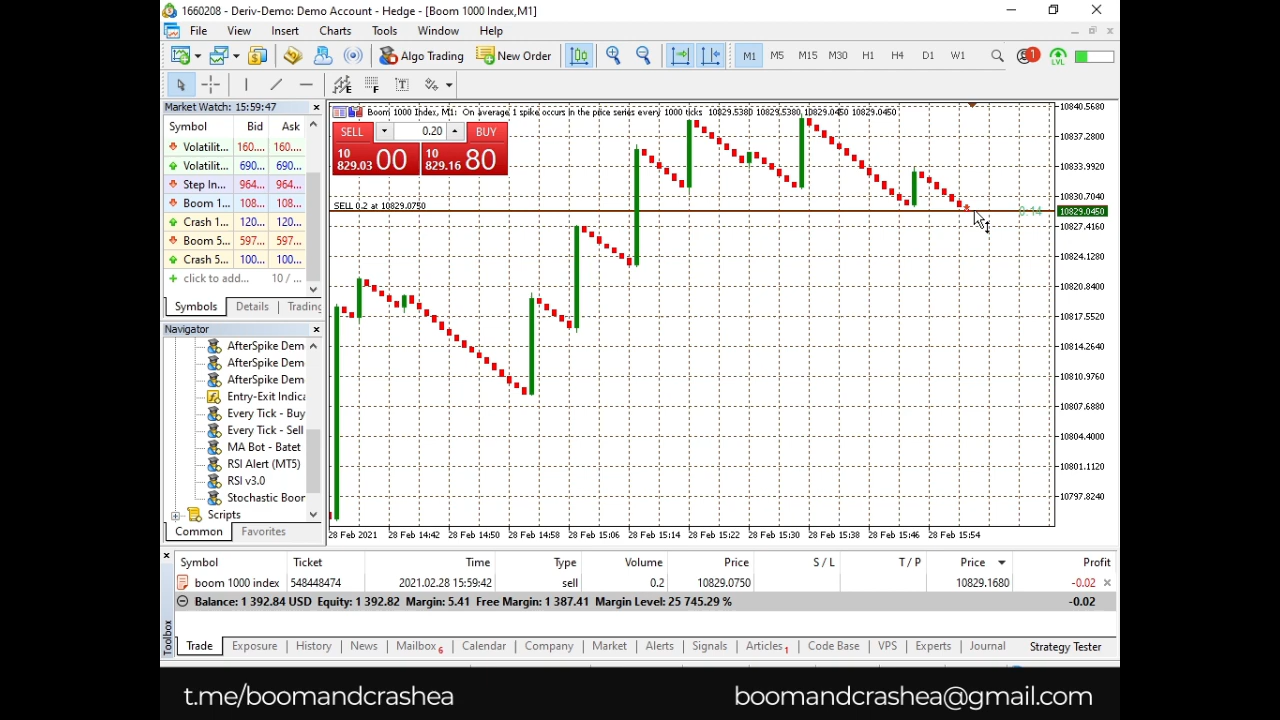 1660208 - Deriv-Demo: Demo Account - Hedge - [Boom 1000 Index,M1]
File View Insert Charts Tools Window Help
Algo Trading New Order M1 M5 M15 M30 H1 H4 D1 W1 1 LVL
E F T
Market Watch: 15:59:47
Symbol Bid Ask
Volatilit... 160.... 160....
Volatilit... 690... 690...
Step In... 964... 964...
Boom 1... 108... 108...
Crash 1... 120... 120...
Boom 5... 597... 597...
Crash 5... 100... 100...
click to add... 10 / ...
Symbols Details Trading
Navigator
AfterSpike Dem
AfterSpike Dem
AfterSpike Dem
Entry-Exit Indica
Every Tick - Buy
Every Tick - Sell
MA Bot - Batet
RSI Alert (MT5)
RSI v3.0
Stochastic Boon
Scripts
Common Favorites
Boom 1000 Index, M1: On average 1 spike occurs in the price series every 1000 ticks 10829.5380 10829.5380 10829.0450 10829.0450
SELL 0.20 BUY
10 829.03 00 10 829.16 80
SELL 0.2 at 10829.0750
0:14
10840.5680
10837.2800
10833.9920
10830.7040
10829.0450
10827.4160
10824.1280
10820.8400
10817.5520
10814.2640
10810.9760
10807.6880
10804.4000
10801.1120
10797.8240
28 Feb 2021 28 Feb 14:42 28 Feb 14:50 28 Feb 14:58 28 Feb 15:06 28 Feb 15:14 28 Feb 15:22 28 Feb 15:30 28 Feb 15:38 28 Feb 15:46 28 Feb 15:54
Symbol Ticket Time Type Volume Price S / L T / P Price Profit
boom 1000 index 548448474 2021.02.28 15:59:42 sell 0.2 10829.0750 10829.1680 -0.02
Balance: 1 392.84 USD Equity: 1 392.82 Margin: 5.41 Free Margin: 1 387.41 Margin Level: 25 745.29 % -0.02
Toolbox
Trade Exposure History News Mailbox 6 Calendar Company Market Alerts Signals Articles 1 Code Base VPS Experts Journal Strategy Tester
t.me/boomandcrashea boomandcrashea@gmail.com